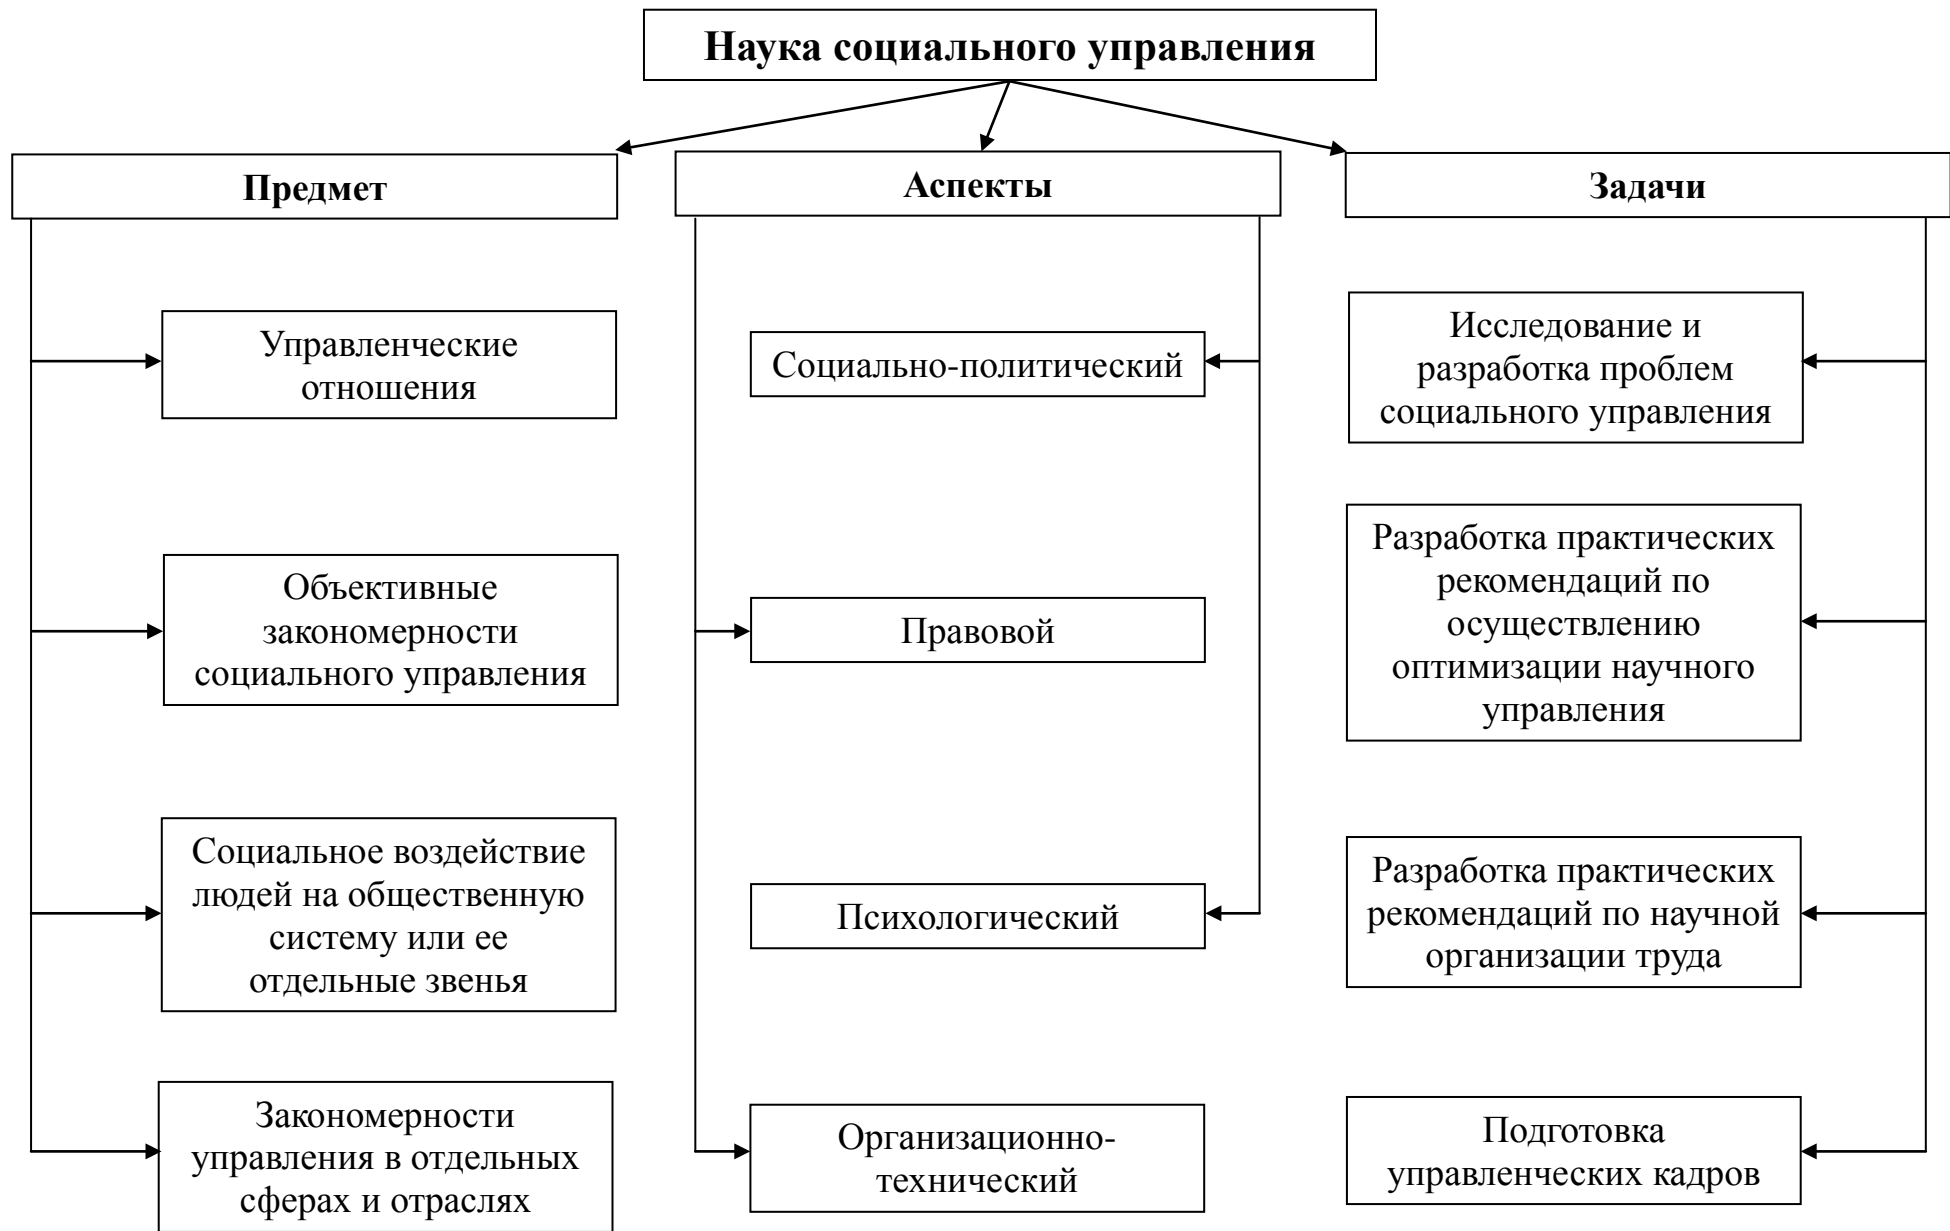 Наука социального управления
Предмет
Управленческие
отношения
Объективные
закономерности
социального управления
Социальное воздействие
людей на общественную
систему или ее
отдельные звенья
Закономерности
управления в отдельных
сферах и отраслях
Аспекты
Социально-политический
Правовой
Психологический
Организационно-
технический
Задачи
Исследование и
разработка проблем
социального управления
Разработка практических
рекомендаций по
осуществлению
оптимизации научного
управления
Разработка практических
рекомендаций по научной
организации труда
Подготовка
управленческих кадров